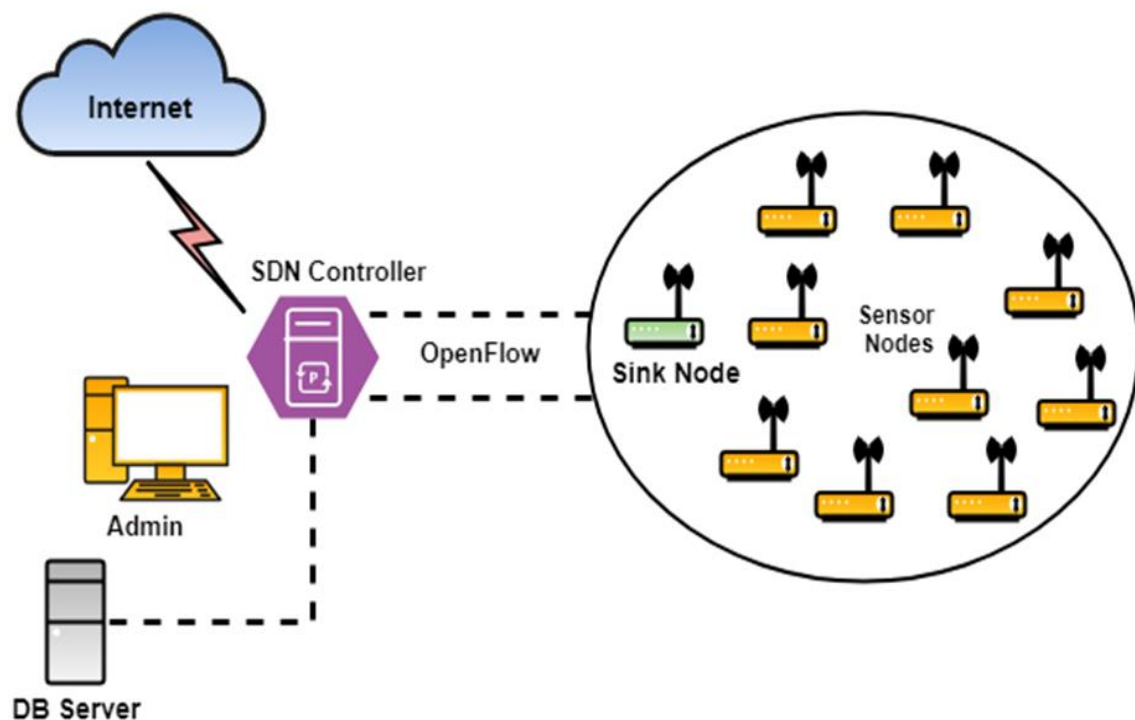 Internet
SDN Controller
OpenFlow
Sensor
Nodes
Sink Node
P
Admin
DB Server